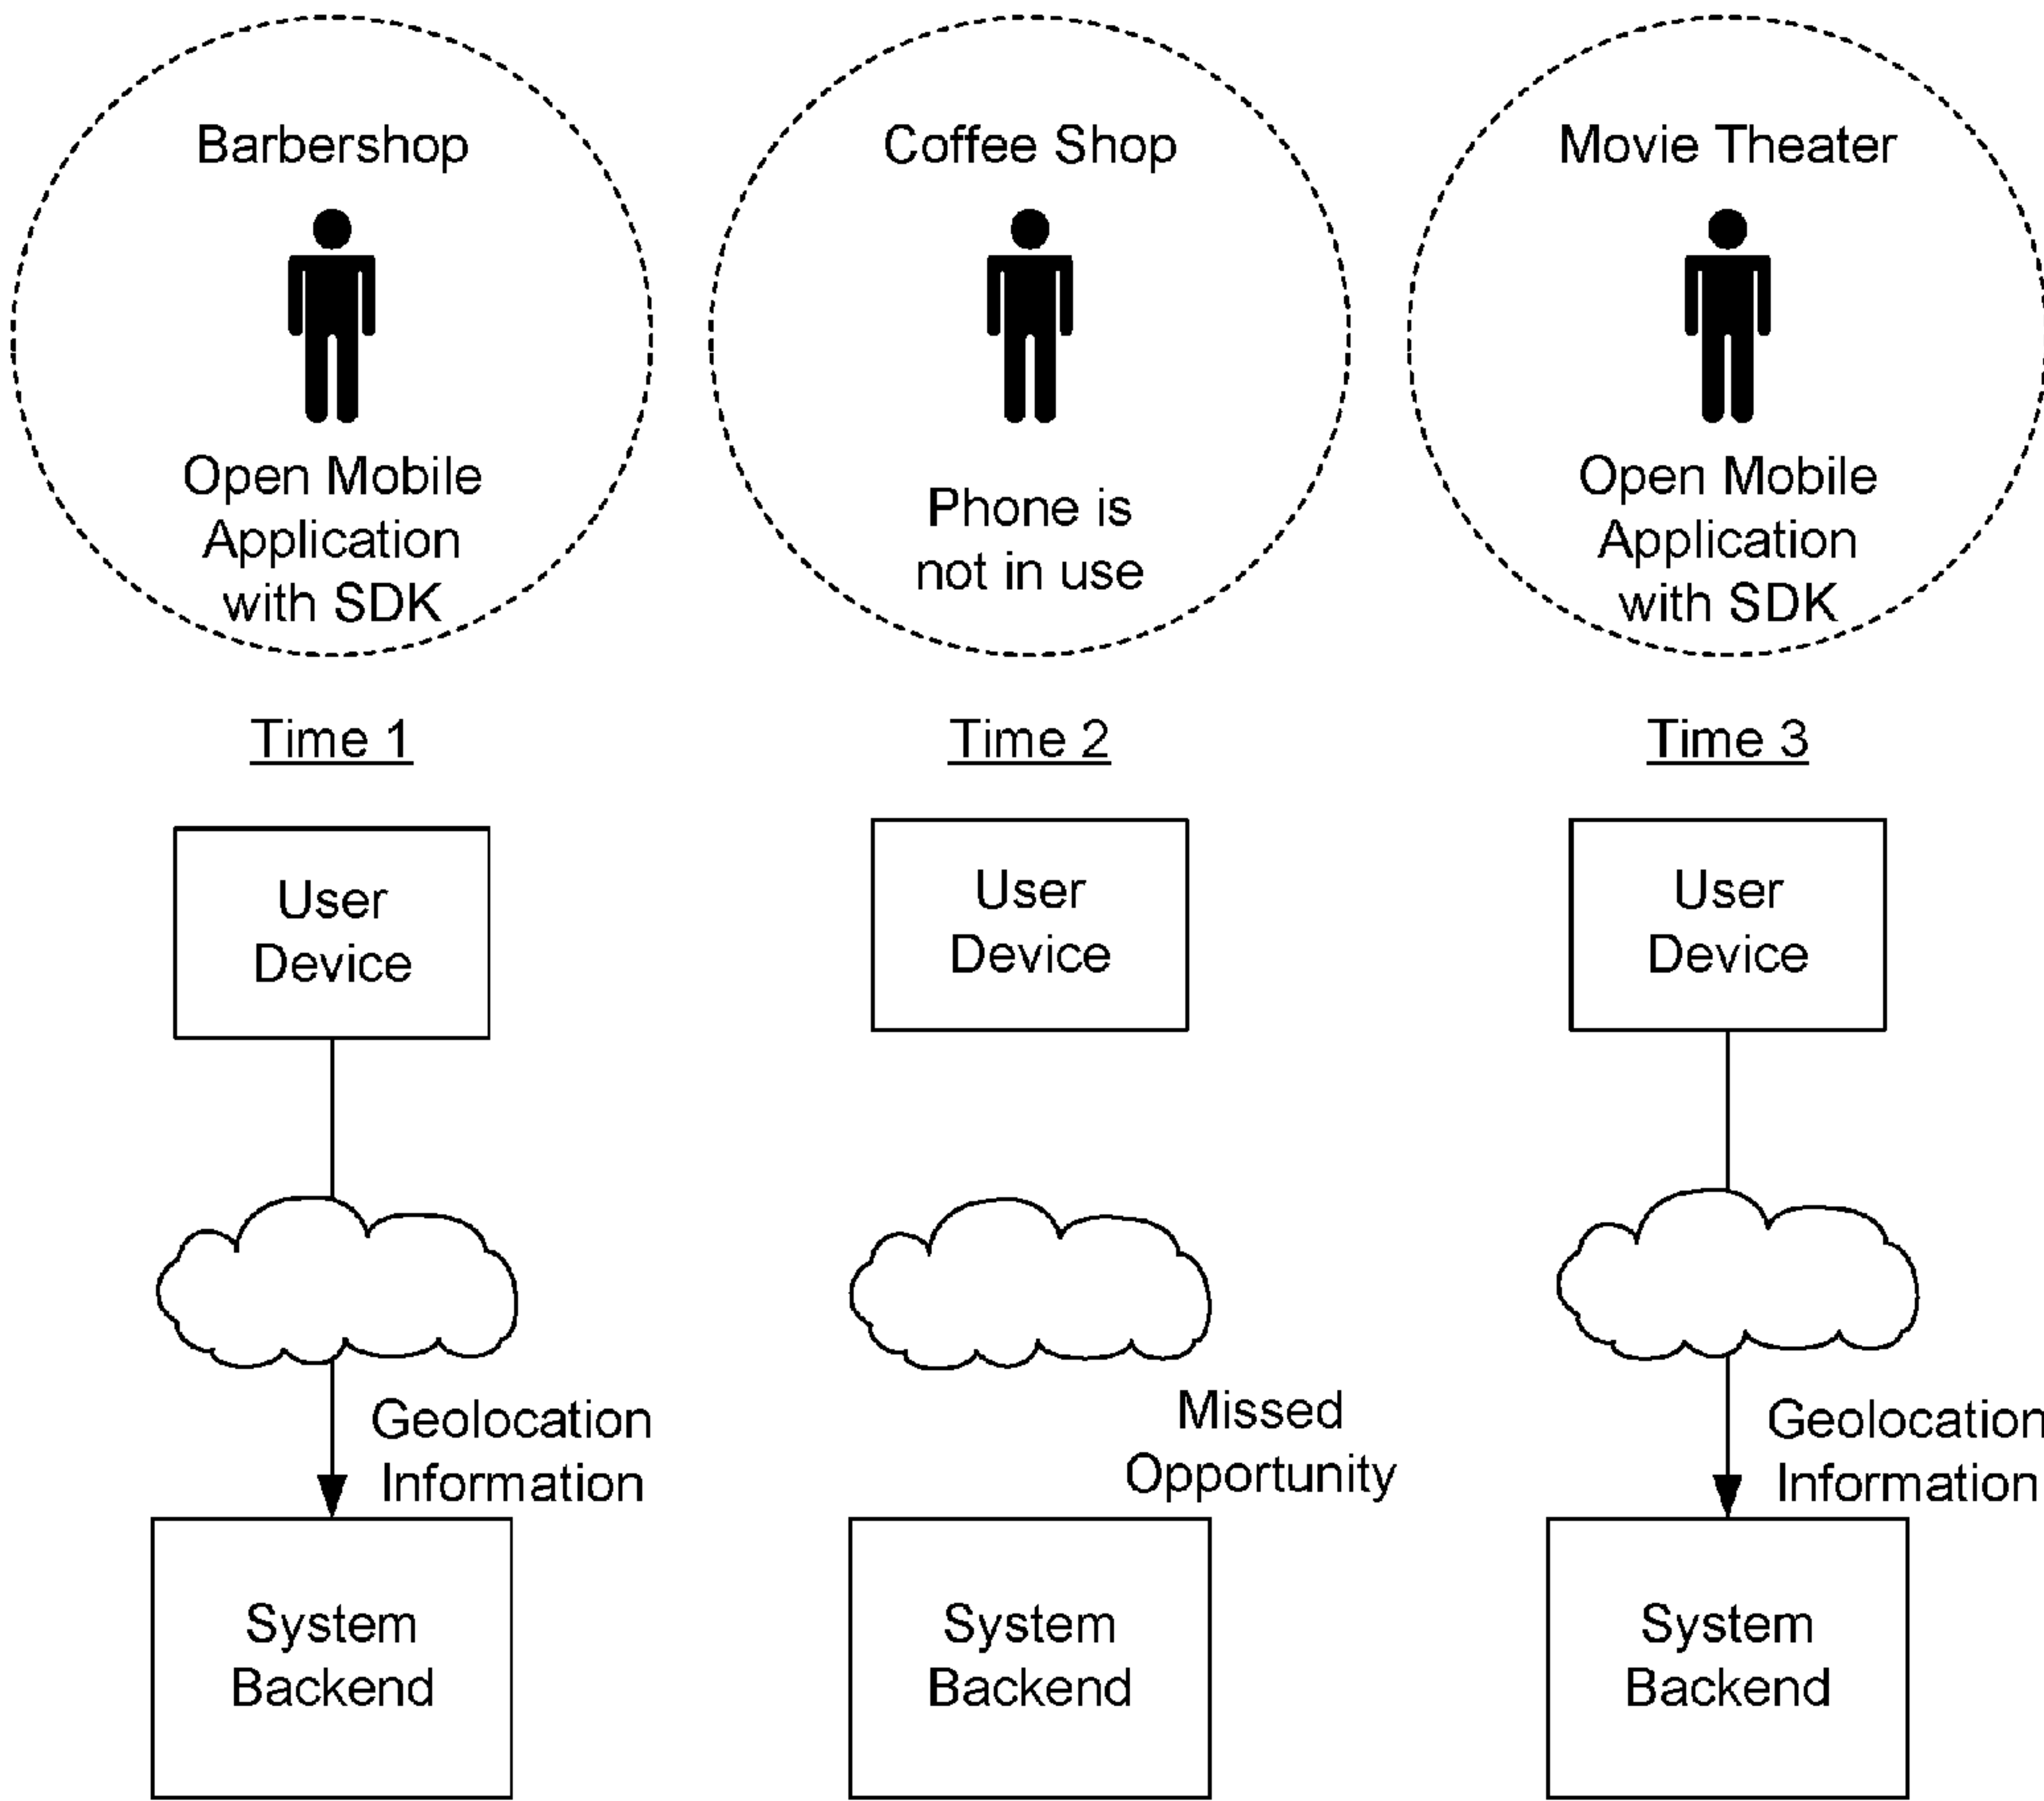 Barbershop
Open Mobile
Application
with SDK
Coffee Shop
Phone is
not in use
Movie Theater
Open Mobile
Application
with SDK
Time 1
Time 2
Time 3
User
Device
User
Device
User
Device
Geolocation
Information
Missed
Opportunity
Geolocation
Information
System
Backend
System
Backend
System
Backend